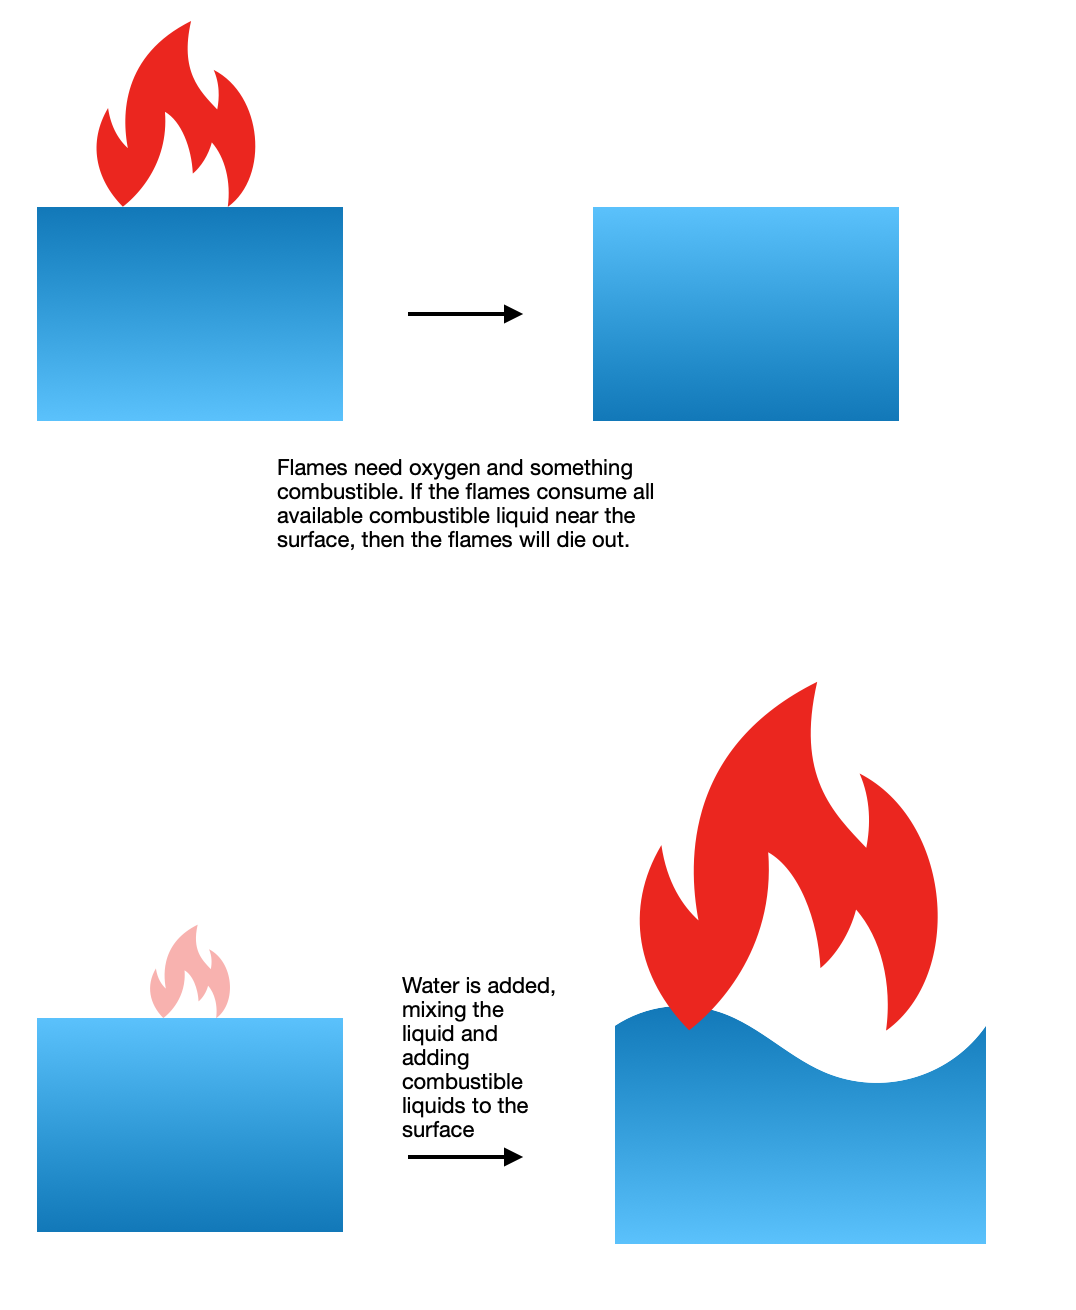 Flames need oxygen and something
combustible. If the flames consume all
available combustible liquid near the
surface, then the flames will die out.
Water is added,
mixing the
liquid and
adding
combustible
liquids to the
surface